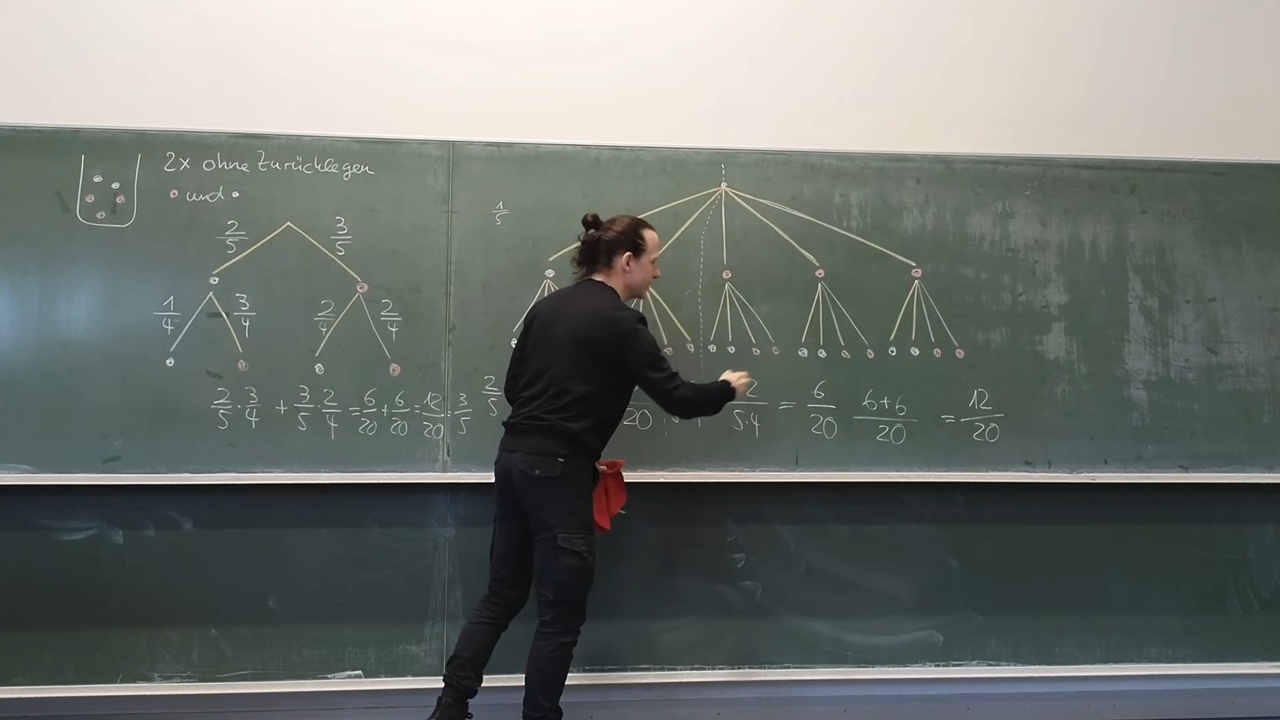 2x ohne Zurücklegen
und
2/5 3/5
1/4 3/4 2/4 2/4
2/5 · 3/4 + 3/5 · 2/4 = 6/20 + 6/20 = 12/20 = 3/5
1/5
2/5 20 2/5·4 = 6/20 6+6/20 = 12/20